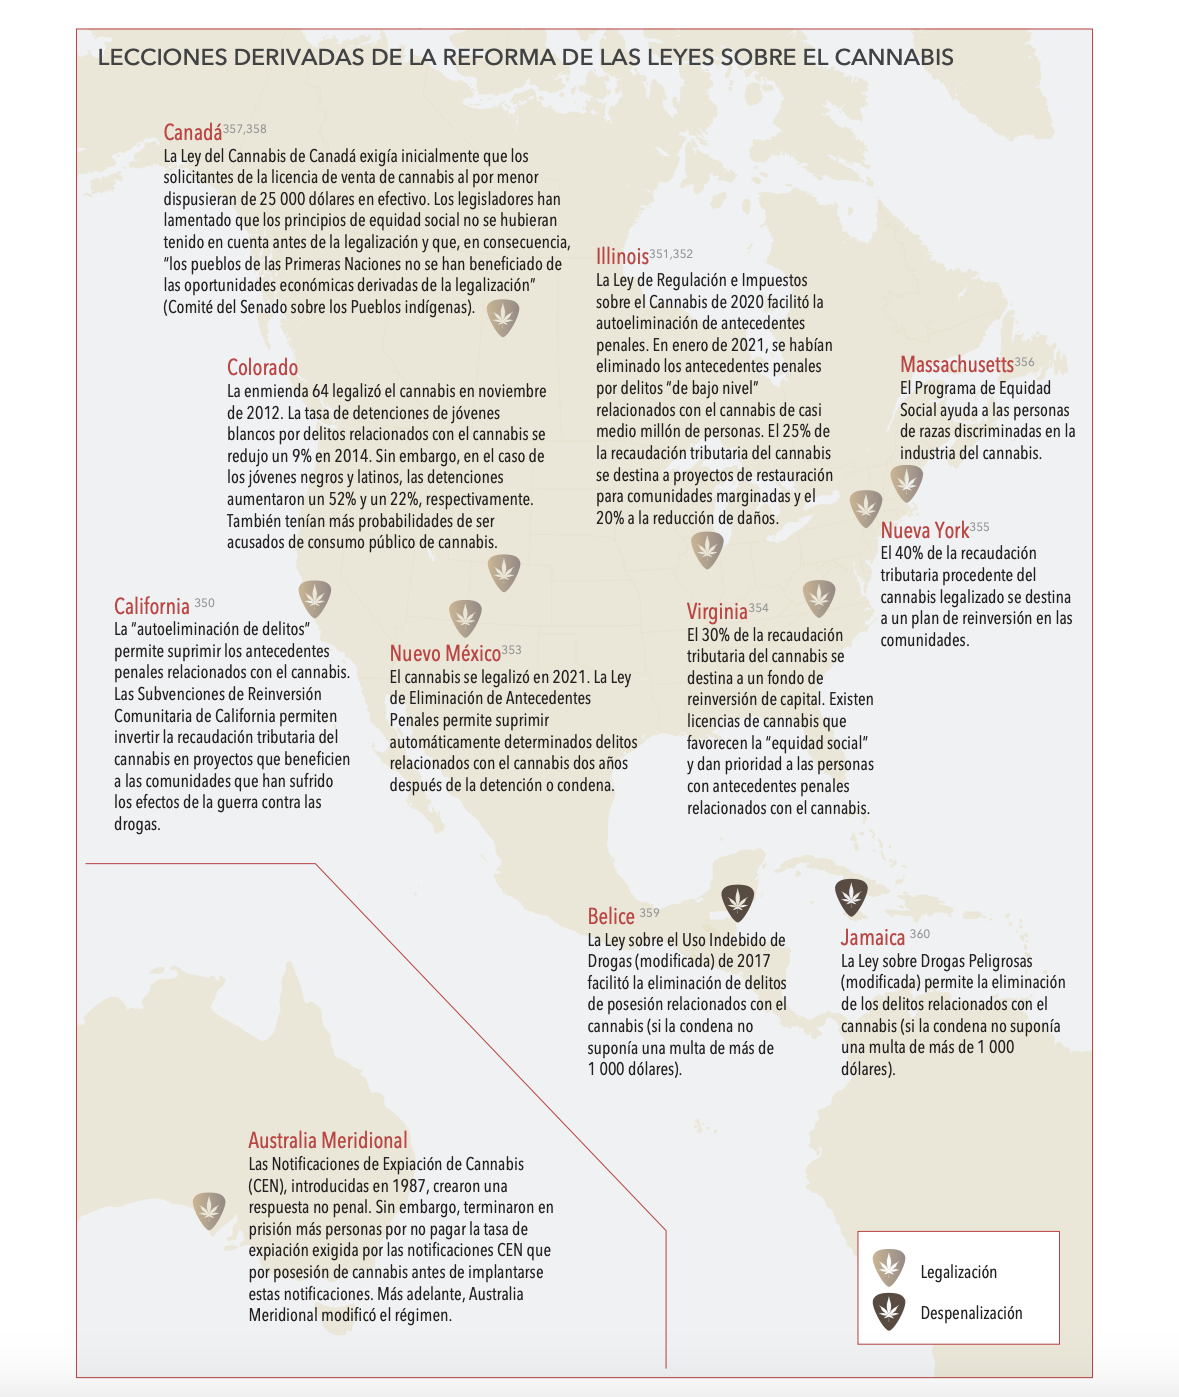 LECCIONES DERIVADAS DE LA REFORMA DE LAS LEYES SOBRE EL CANNABIS
Canadá357,358
La Ley del Cannabis de Canadá exigía inicialmente que los
solicitantes de la licencia de venta de cannabis al por menor
dispusieran de 25 000 dólares en efectivo. Los legisladores han
lamentado que los principios de equidad social no se hubieran
tenido en cuenta antes de la legalización y que, en consecuencia,
“los pueblos de las Primeras Naciones no se han beneficiado de
las oportunidades económicas derivadas de la legalización”
(Comité del Senado sobre los Pueblos indígenas).
Illinois351,352
La Ley de Regulación e Impuestos
sobre el Cannabis de 2020 facilitó la
autoeliminación de antecedentes
penales. En enero de 2021, se habían
eliminado los antecedentes penales
por delitos “de bajo nivel”
relacionados con el cannabis de casi
medio millón de personas. El 25% de
la recaudación tributaria del cannabis
se destina a proyectos de restauración
para comunidades marginadas y el
20% a la reducción de daños.
Colorado
La enmienda 64 legalizó el cannabis en noviembre
de 2012. La tasa de detenciones de jóvenes
blancos por delitos relacionados con el cannabis se
redujo un 9% en 2014. Sin embargo, en el caso de
los jóvenes negros y latinos, las detenciones
aumentaron un 52% y un 22%, respectivamente.
También tenían más probabilidades de ser
acusados de consumo público de cannabis.
Massachusetts356
El Programa de Equidad
Social ayuda a las personas
de razas discriminadas en la
industria del cannabis.
Nueva York355
El 40% de la recaudación
tributaria procedente del
cannabis legalizado se destina
a un plan de reinversión en las
comunidades.
California 350
La “autoeliminación de delitos”
permite suprimir los antecedentes
penales relacionados con el cannabis.
Las Subvenciones de Reinversión
Comunitaria de California permiten
invertir la recaudación tributaria del
cannabis en proyectos que beneficien
a las comunidades que han sufrido
los efectos de la guerra contra las
drogas.
Nuevo México353
El cannabis se legalizó en 2021. La Ley
de Eliminación de Antecedentes
Penales permite suprimir
automáticamente determinados delitos
relacionados con el cannabis dos años
después de la detención o condena.
Virginia354
El 30% de la recaudación
tributaria del cannabis se
destina a un fondo de
reinversión de capital. Existen
licencias de cannabis que
favorecen la “equidad social”
y dan prioridad a las personas
con antecedentes penales
relacionados con el cannabis.
Belice 359
La Ley sobre el Uso Indebido de
Drogas (modificada) de 2017
facilitó la eliminación de delitos
de posesión relacionados con el
cannabis (si la condena no
suponía una multa de más de
1 000 dólares).
Jamaica 360
La Ley sobre Drogas Peligrosas
(modificada) permite la eliminación
de los delitos relacionados con el
cannabis (si la condena no suponía
una multa de más de 1 000
dólares).
Australia Meridional
Las Notificaciones de Expiación de Cannabis
(CEN), introducidas en 1987, crearon una
respuesta no penal. Sin embargo, terminaron en
prisión más personas por no pagar la tasa de
expiación exigida por las notificaciones CEN que
por posesión de cannabis antes de implantarse
estas notificaciones. Más adelante, Australia
Meridional modificó el régimen.
Legalización
Despenalización